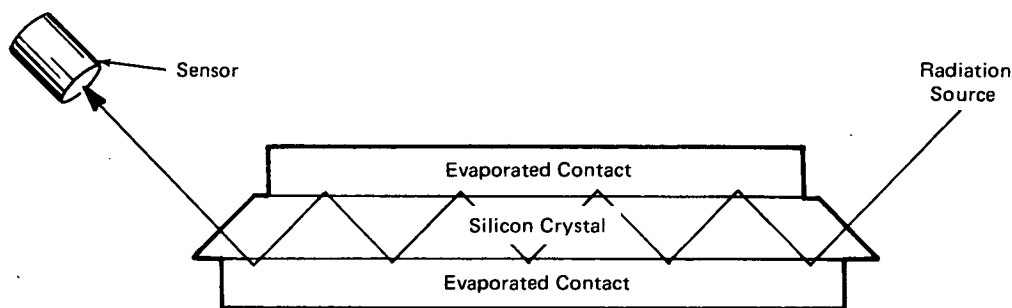 Sensor
Radiation
Source
Evaporated Contact
Silicon Crystal
Evaporated Contact